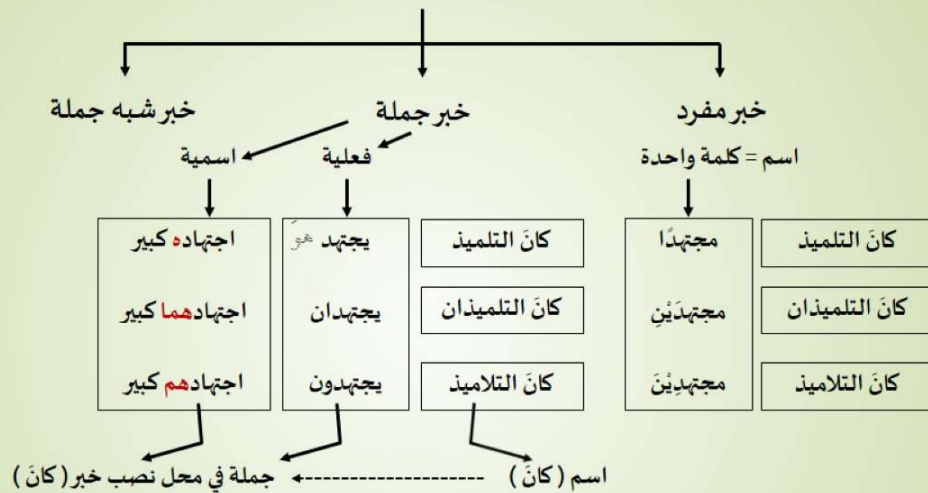 خبر مفرد
خبر جملة
خبر شبه جملة
اسم = كلمة واحدة
فعلية
اسمية
كانَ التلميذ
مجتهدًا
كانَ التلميذ
يجتهد هوَ
اجتهاده كبير
كانَ التلميذان
مجتهدَيْنِ
كانَ التلميذان
يجتهدان
اجتهادهما كبير
كانَ التلاميذ
مجتهدِيْنَ
كانَ التلاميذ
يجتهدون
اجتهادهم كبير
اسم ( كانَ )
جملة في محل نصب خبر ( كانَ )